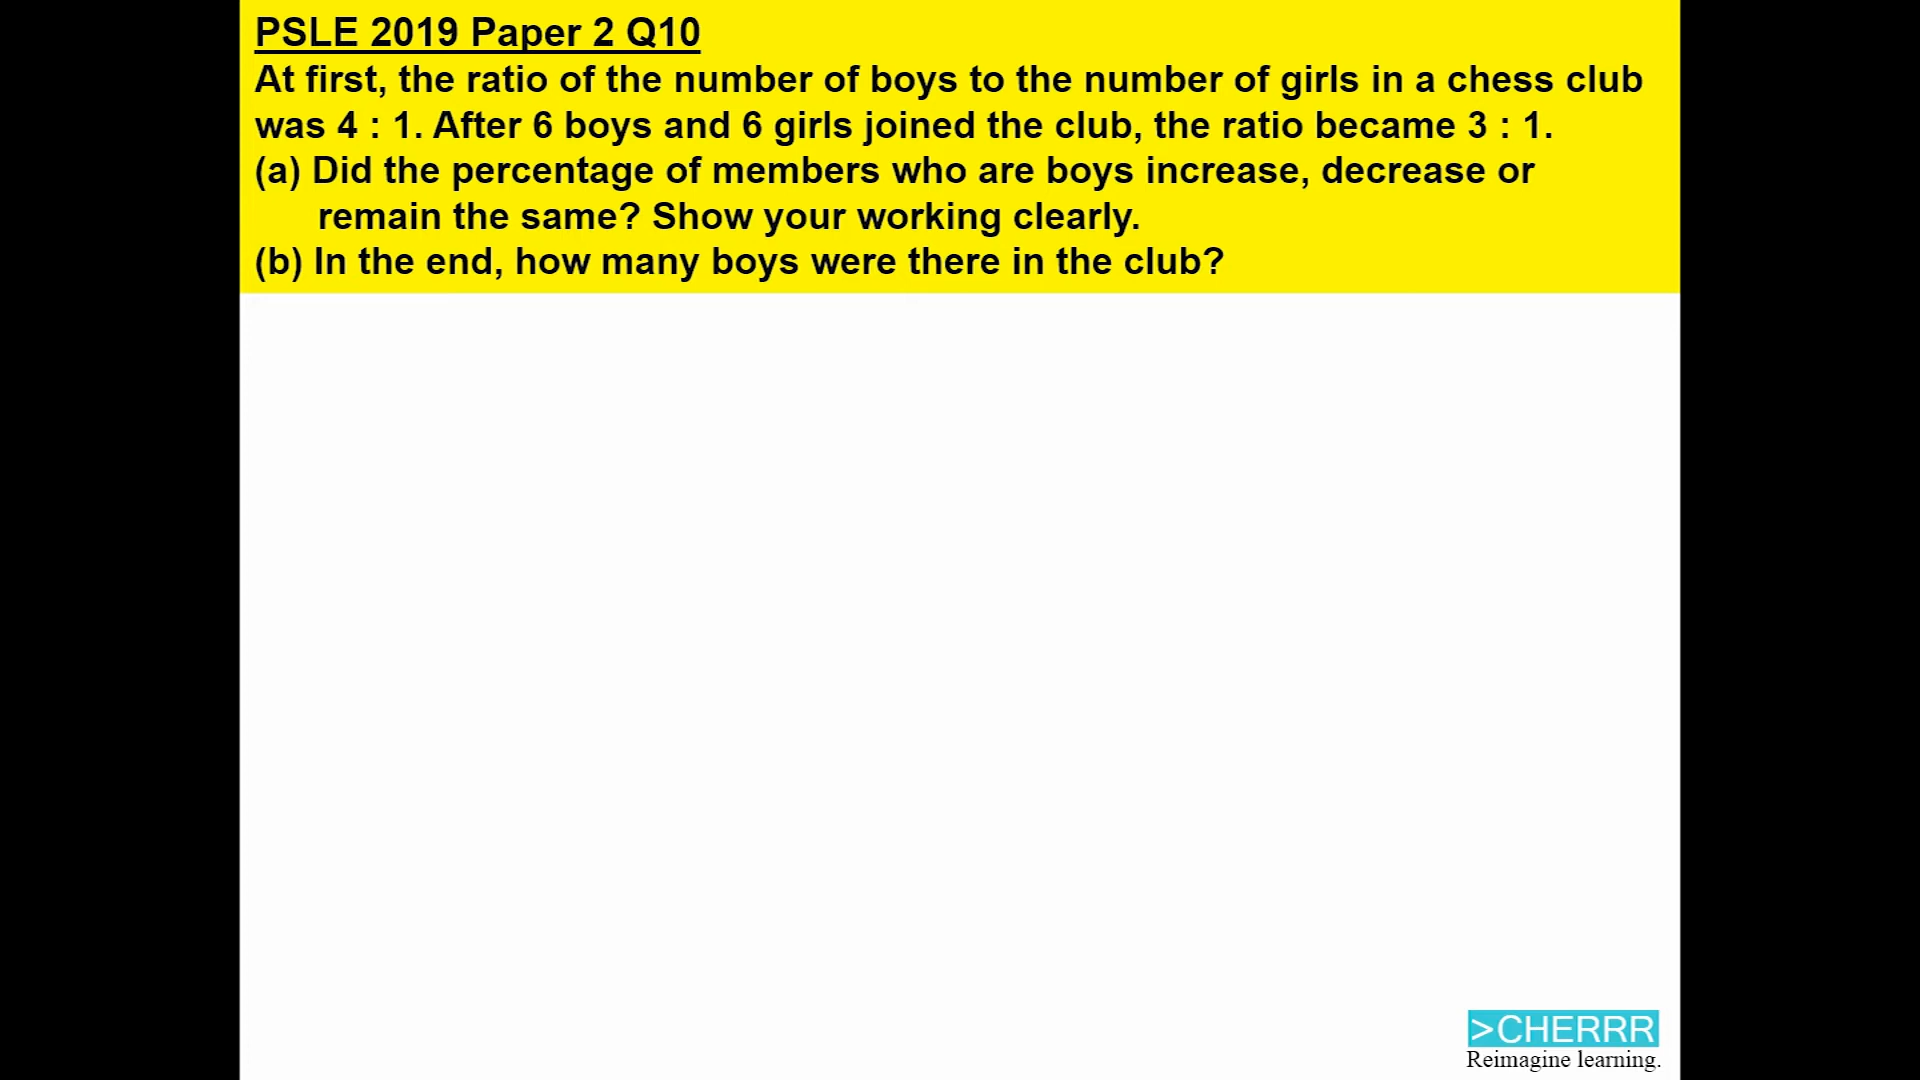 PSLE 2019 Paper 2 Q10
At first, the ratio of the number of boys to the number of girls in a chess club
was 4 : 1. After 6 boys and 6 girls joined the club, the ratio became 3 : 1.
(a) Did the percentage of members who are boys increase, decrease or
remain the same? Show your working clearly.
(b) In the end, how many boys were there in the club?
>CHERRR
Reimagine learning.